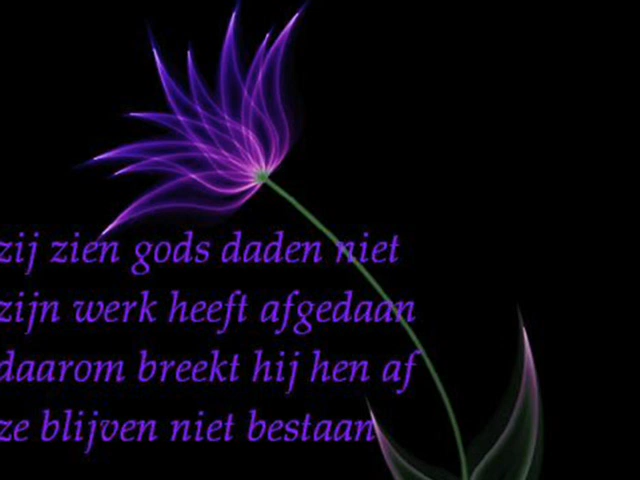 zij zien gods daden niet
zijn werk heeft afgedaan
daarom breekt hij hen af
ze blijven niet bestaan